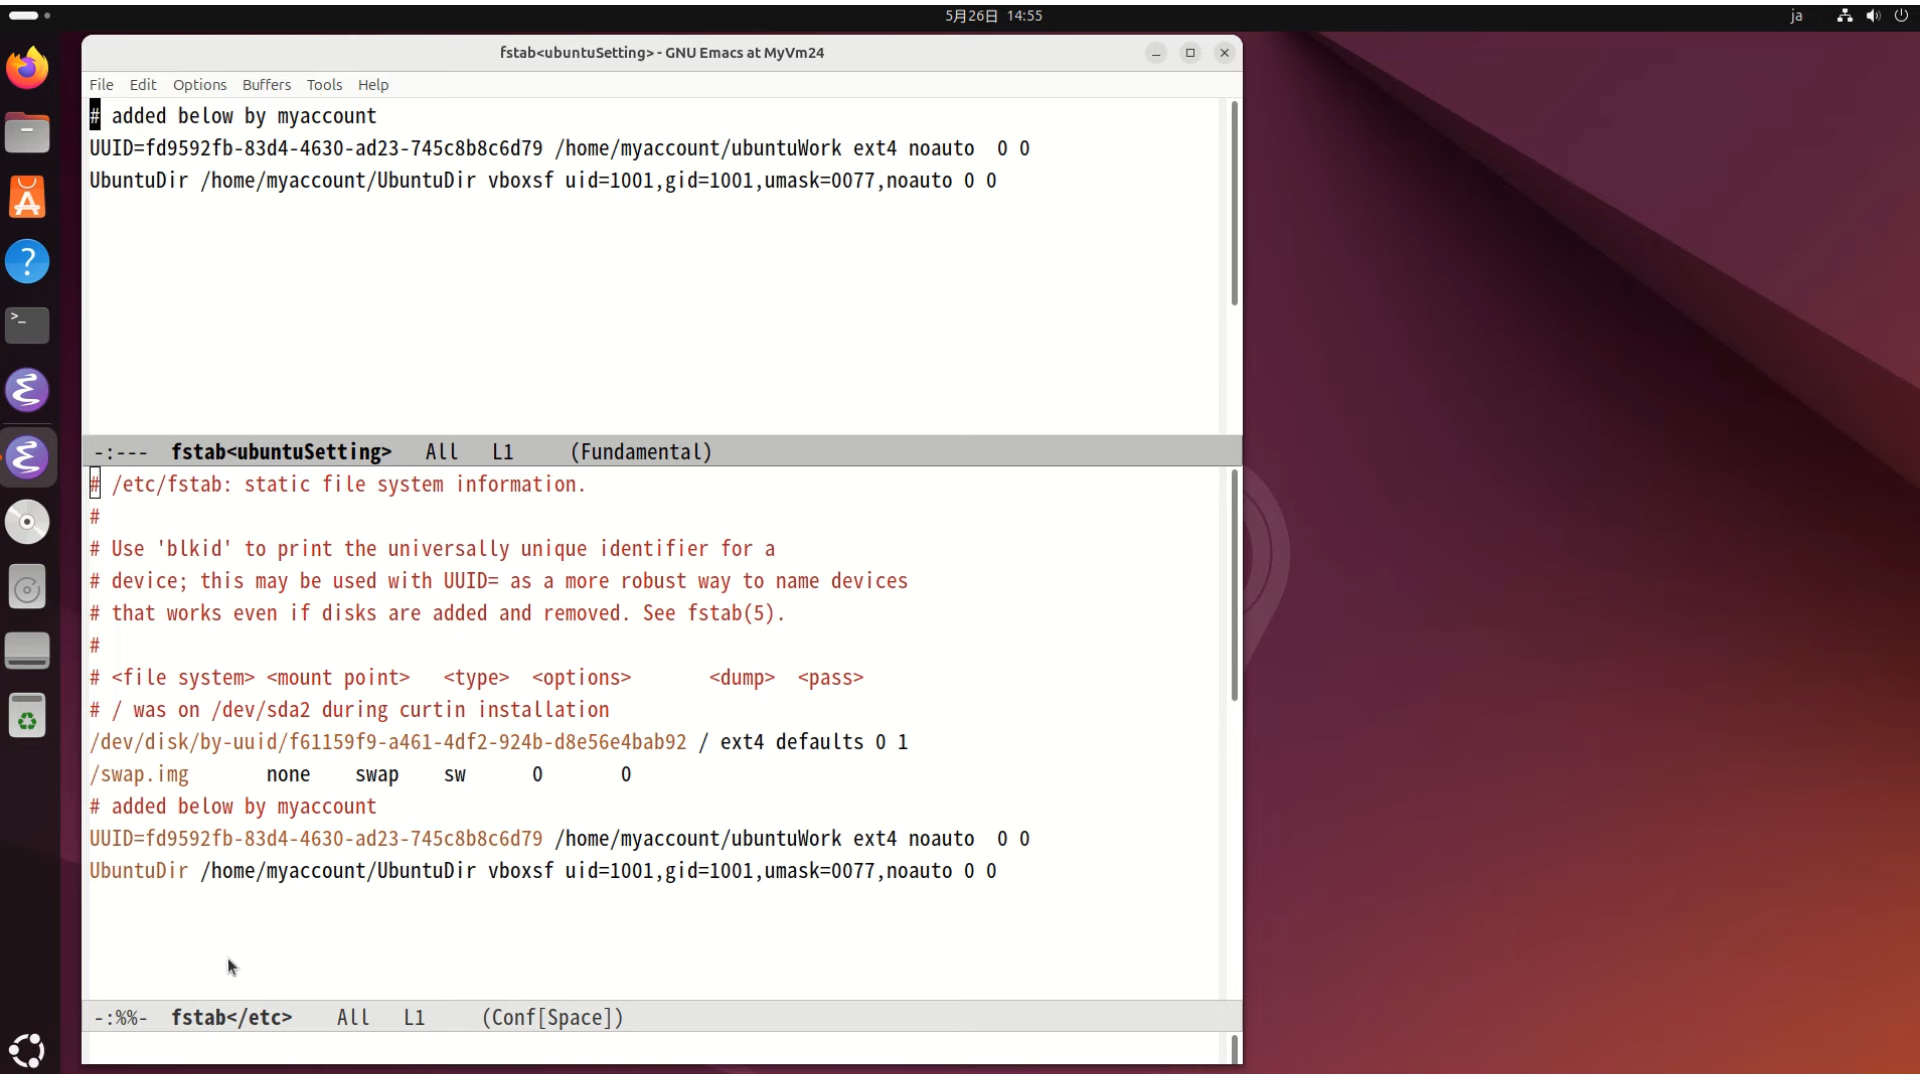 5月26日 14:55
ja
fstab<ubuntuSetting> - GNU Emacs at MyVm24
File Edit Options Buffers Tools Help
# added below by myaccount
UUID=fd9592fb-83d4-4630-ad23-745c8b8c6d79 /home/myaccount/ubuntuWork ext4 noauto  0 0
UbuntuDir /home/myaccount/UbuntuDir vboxsf uid=1001,gid=1001,umask=0077,noauto 0 0
-:---  fstab<ubuntuSetting>   All   L1     (Fundamental)
# /etc/fstab: static file system information.
#
# Use 'blkid' to print the universally unique identifier for a
# device; this may be used with UUID= as a more robust way to name devices
# that works even if disks are added and removed. See fstab(5).
#
# <file system> <mount point>   <type>  <options>       <dump>  <pass>
# / was on /dev/sda2 during curtin installation
/dev/disk/by-uuid/f61159f9-a461-4df2-924b-d8e56e4bab92 / ext4 defaults 0 1
/swap.img       none    swap    sw      0       0
# added below by myaccount
UUID=fd9592fb-83d4-4630-ad23-745c8b8c6d79 /home/myaccount/ubuntuWork ext4 noauto  0 0
UbuntuDir /home/myaccount/UbuntuDir vboxsf uid=1001,gid=1001,umask=0077,noauto 0 0
-:%%-  fstab</etc>    All   L1     (Conf[Space])